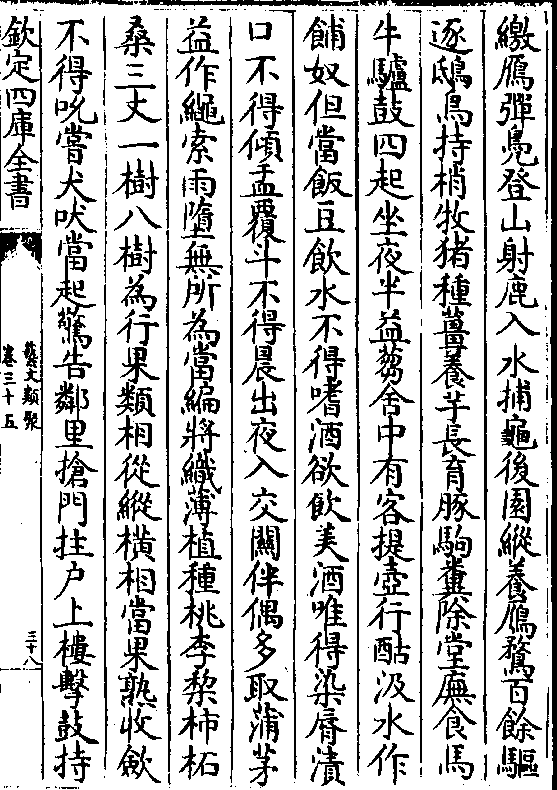 繳鴈彈鳧登山射鹿入水捕龜後園縱養鴈鶩百餘驅
逐鴟鳥持梢牧猪種薑養芋長育豚駒糞除堂廡食馬
牛驢鼓四起坐夜半益蒭舍中有客提壺行酤汲水作
餔奴但當飯豆飲水不得嗜酒欲飲美酒唯得染脣漬
口不得傾盂覆斗不得晨出夜入交關伴偶多取蒲茅
益作繩索雨墮無所為當編蔣織薄植種桃李棃柿柘
桑三丈一樹八樹為行果類相從縱橫相當果熟收歛
不得吮嘗犬吠當起驚告鄰里搶門拄户上樓擊鼓持
欽定四庫全書
藝文類聚
卷三十五
三十八